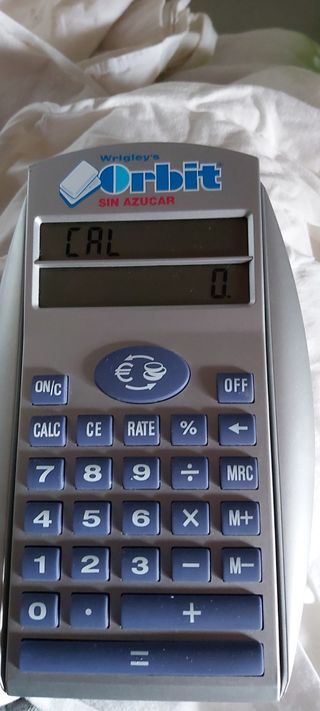 Wrigley's
Orbit
SIN AZUCAR
CAL
0.
€
ON/C OFF
CALC CE RATE % ←
7 8 9 ÷ MRC
4 5 6 X M+
1 2 3 − M−
0 . +
=